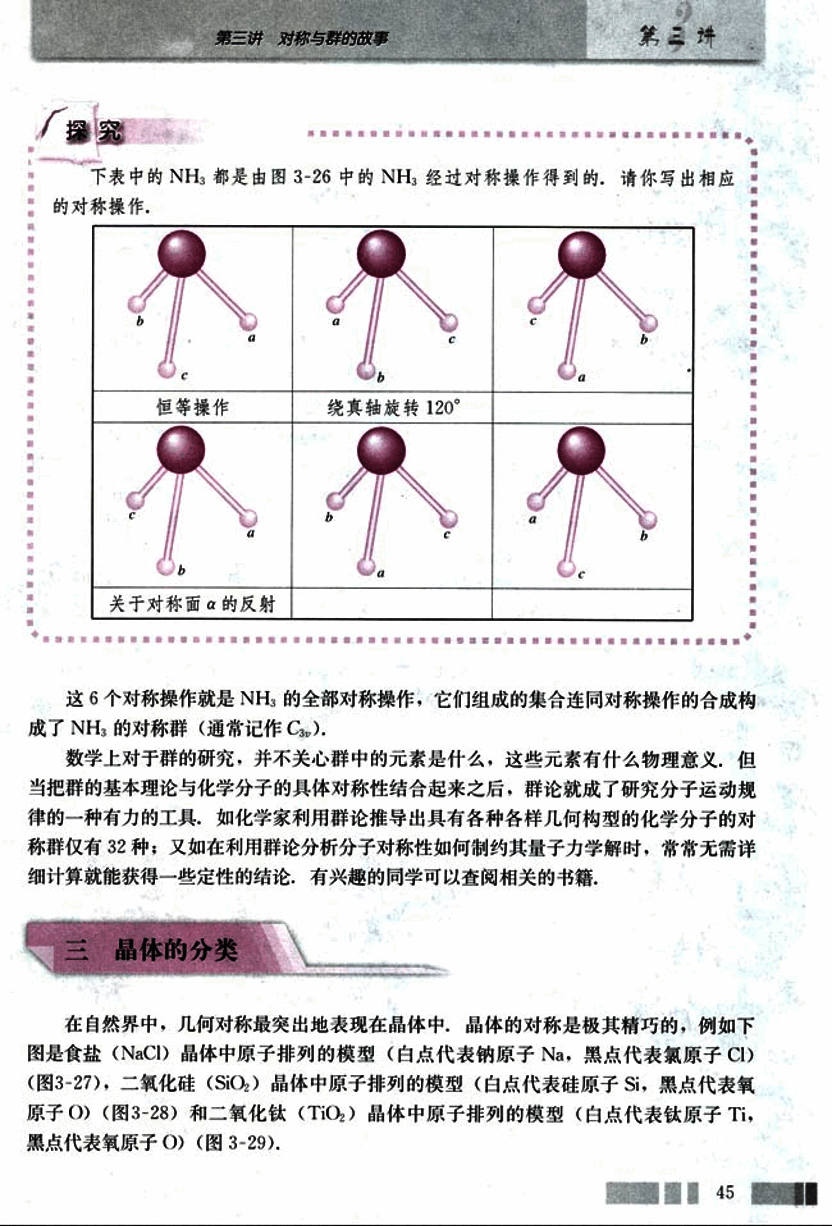 第三讲 对称与群的故事
第三讲
探究
下表中的 NH₃ 都是由图 3-26 中的 NH₃ 经过对称操作得到的. 请你写出相应
的对称操作.
b
a
c
a
c
b
c
b
a
恒等操作
绕真轴旋转 120°
c
a
b
b
c
a
a
b
c
关于对称面 α 的反射
这 6 个对称操作就是 NH₃ 的全部对称操作，它们组成的集合连同对称操作的合成构
成了 NH₃ 的对称群（通常记作 C₃ᵥ）.
数学上对于群的研究，并不关心群中的元素是什么，这些元素有什么物理意义. 但
当把群的基本理论与化学分子的具体对称性结合起来之后，群论就成了研究分子运动规
律的一种有力的工具. 如化学家利用群论推导出具有各种各样几何构型的化学分子的对
称群仅有 32 种；又如在利用群论分析分子对称性如何制约其量子力学解时，常常无需详
细计算就能获得一些定性的结论. 有兴趣的同学可以查阅相关的书籍.
三 晶体的分类
在自然界中，几何对称最突出地表现在晶体中. 晶体的对称是极其精巧的，例如下
图是食盐（NaCl）晶体中原子排列的模型（白点代表钠原子 Na，黑点代表氯原子 Cl）
（图3-27），二氧化硅（SiO₂）晶体中原子排列的模型（白点代表硅原子 Si，黑点代表氧
原子 O）（图3-28）和二氧化钛（TiO₂）晶体中原子排列的模型（白点代表钛原子 Ti，
黑点代表氧原子 O）（图 3-29）.
45